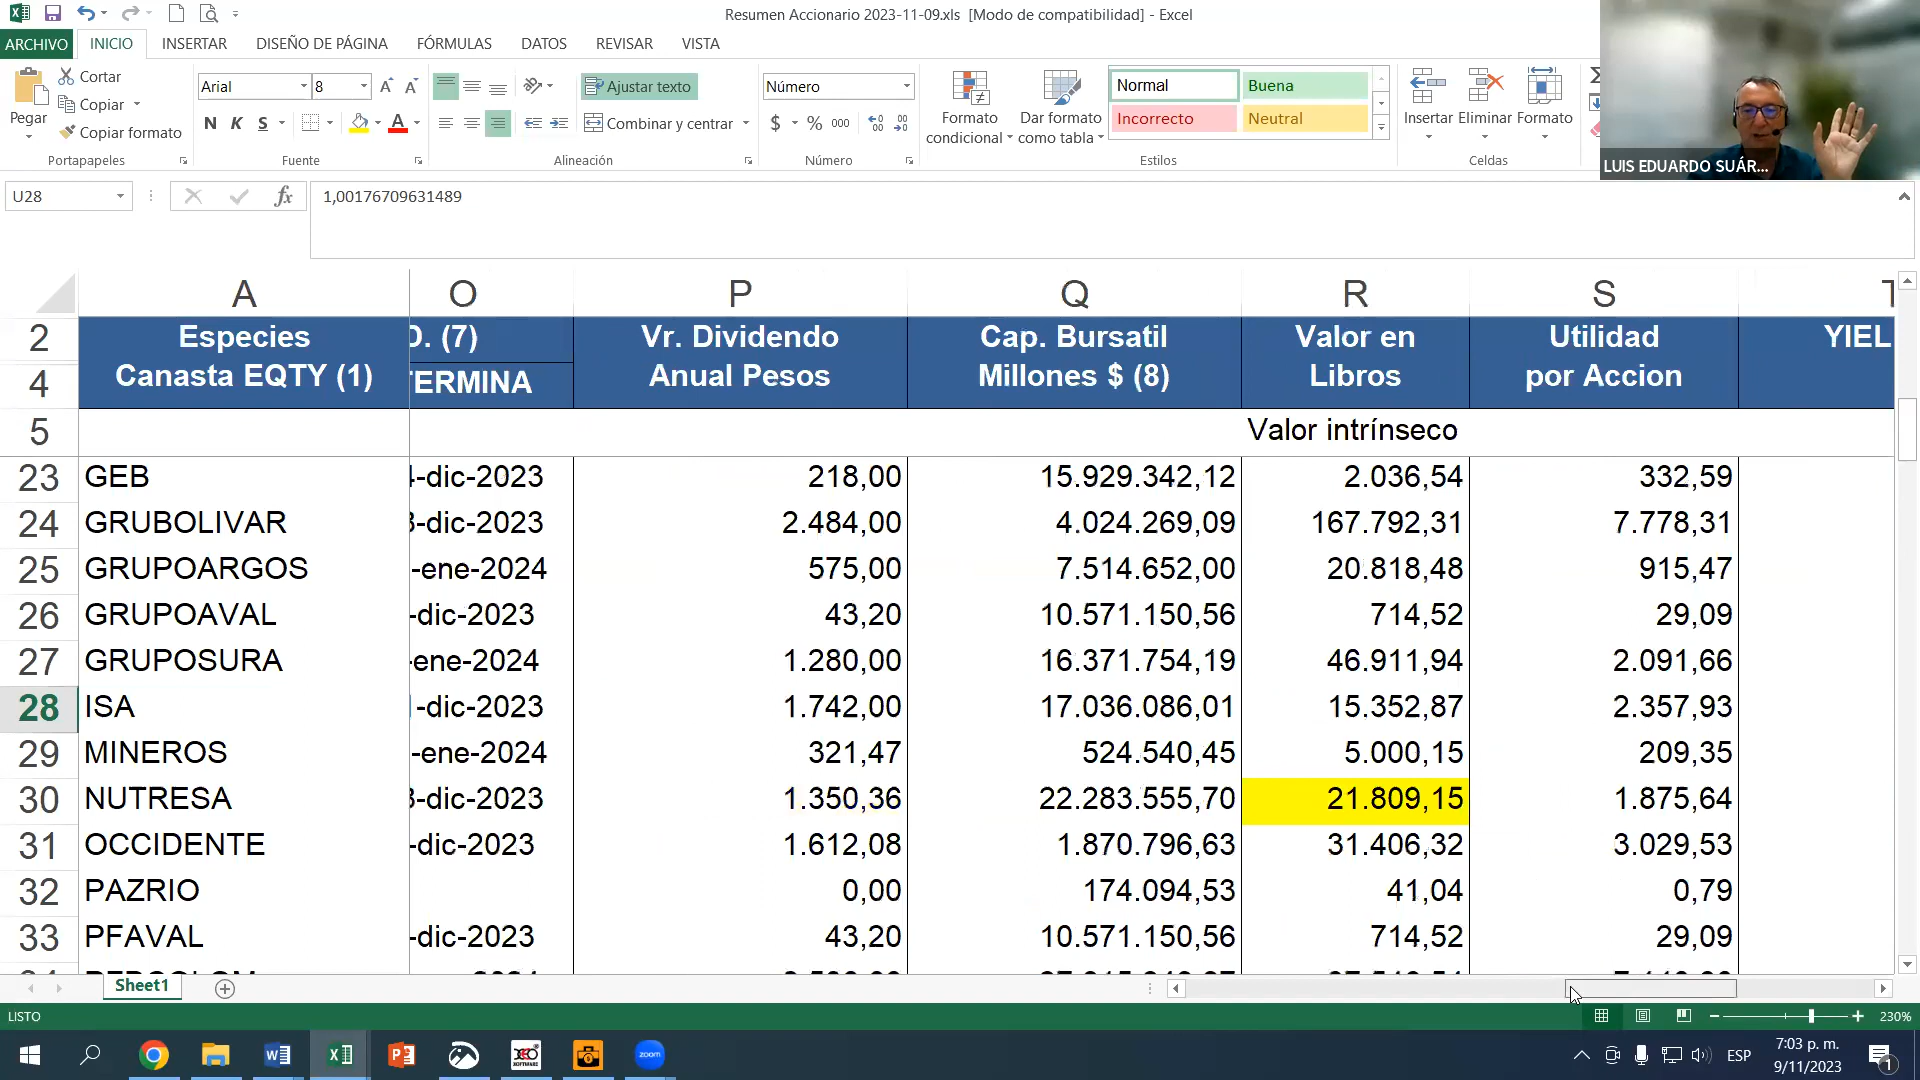 Resumen Accionario 2023-11-09.xls [Modo de compatibilidad] - Excel
ARCHIVO INICIO INSERTAR DISEÑO DE PÁGINA FÓRMULAS DATOS REVISAR VISTA
Cortar
Copiar
Copiar formato
Pegar
Portapapeles
Arial 8
N K S
Fuente
Ajustar texto
Combinar y centrar
Alineación
Número
$ % 000
Número
Formato condicional
Dar formato como tabla
Normal Buena
Incorrecto Neutral
Estilos
Insertar Eliminar Formato
Celdas
LUIS EDUARDO SUÁR...
U28 fx 1,00176709631489
A O P Q R S T
2 Especies D. (7) Vr. Dividendo Cap. Bursatil Valor en Utilidad YIEL
4 Canasta EQTY (1) TERMINA Anual Pesos Millones $ (8) Libros por Accion
5 Valor intrínseco
23 GEB 4-dic-2023 218,00 15.929.342,12 2.036,54 332,59
24 GRUBOLIVAR 3-dic-2023 2.484,00 4.024.269,09 167.792,31 7.778,31
25 GRUPOARGOS -ene-2024 575,00 7.514.652,00 20.818,48 915,47
26 GRUPOAVAL -dic-2023 43,20 10.571.150,56 714,52 29,09
27 GRUPOSURA -ene-2024 1.280,00 16.371.754,19 46.911,94 2.091,66
28 ISA -dic-2023 1.742,00 17.036.086,01 15.352,87 2.357,93
29 MINEROS -ene-2024 321,47 524.540,45 5.000,15 209,35
30 NUTRESA 3-dic-2023 1.350,36 22.283.555,70 21.809,15 1.875,64
31 OCCIDENTE -dic-2023 1.612,08 1.870.796,63 31.406,32 3.029,53
32 PAZRIO 0,00 174.094,53 41,04 0,79
33 PFAVAL -dic-2023 43,20 10.571.150,56 714,52 29,09
Sheet1
LISTO 230%
zoom
ESP
7:03 p. m.
9/11/2023
1